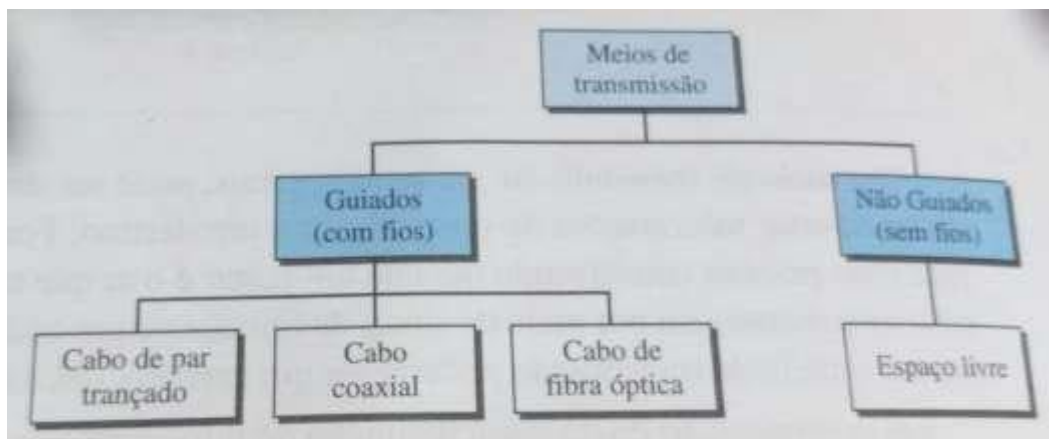 Meios de
transmissão
Guiados
(com fios)
Não Guiados
(sem fios)
Cabo de par
trançado
Cabo
coaxial
Cabo de
fibra óptica
Espaço livre